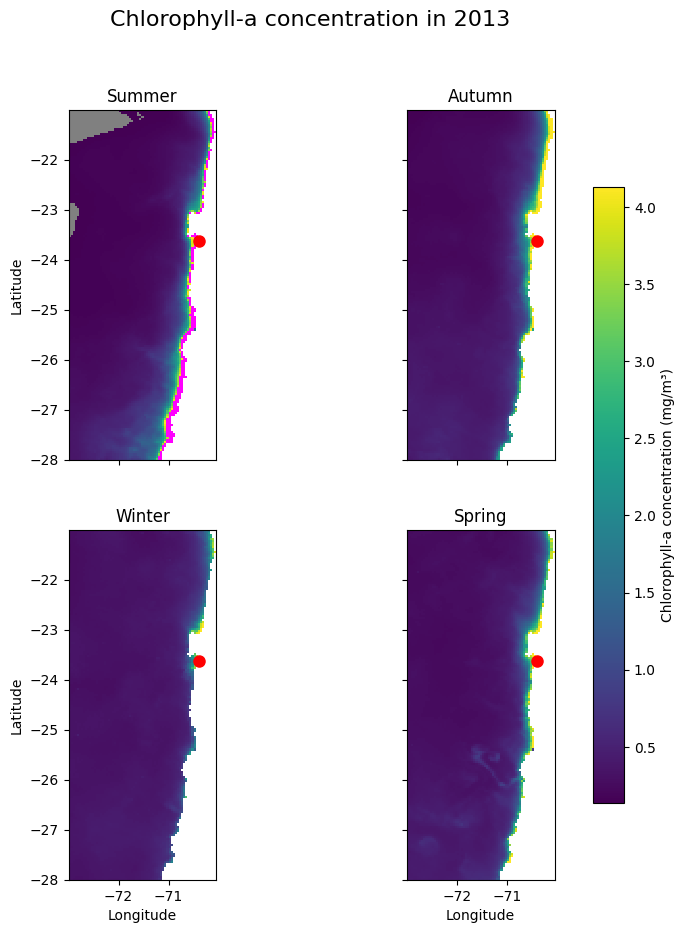 Chlorophyll-a concentration in 2013
Summer
Autumn
−22
−23
−24
−25
−26
−27
−28
Latitude
4.0
3.5
3.0
2.5
2.0
1.5
1.0
0.5
Chlorophyll-a concentration (mg/m³)
Winter
Spring
−22
−23
−24
−25
−26
−27
−28
Latitude
−72
−71
Longitude
−72
−71
Longitude